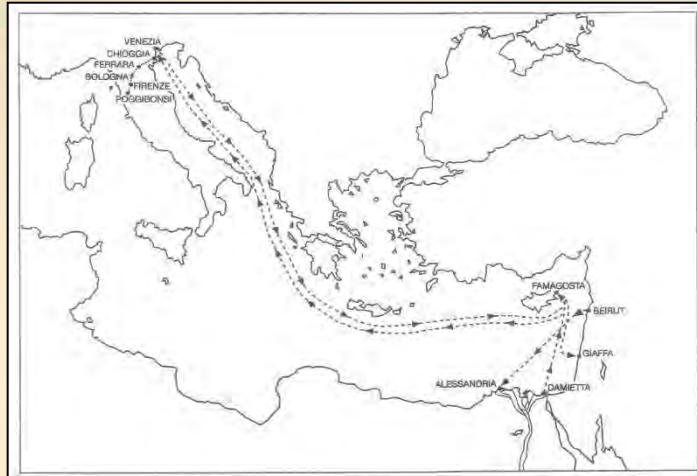 VENEZIA
CHIOGGIA
FERRARA
BOLOGNA
FIRENZE
POGGIBONSI
FAMAGOSTA
BEIRUT
GIAFFA
ALESSANDRIA
DAMIETTA